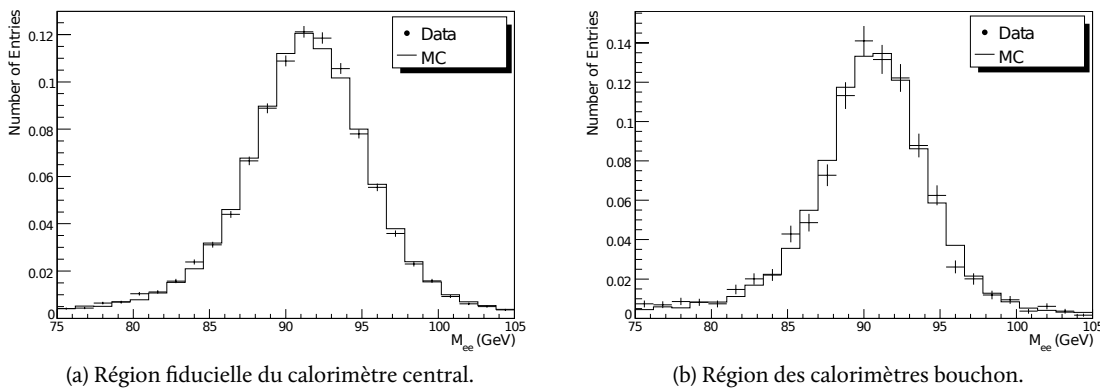 Number of Entries
0.12
0.1
0.08
0.06
0.04
0.02
0
75 80 85 90 95 100 105
M_ee (GeV)
Data
MC
(a) Région fiducielle du calorimètre central.
Number of Entries
0.14
0.12
0.1
0.08
0.06
0.04
0.02
0
75 80 85 90 95 100 105
M_ee (GeV)
Data
MC
(b) Région des calorimètres bouchon.